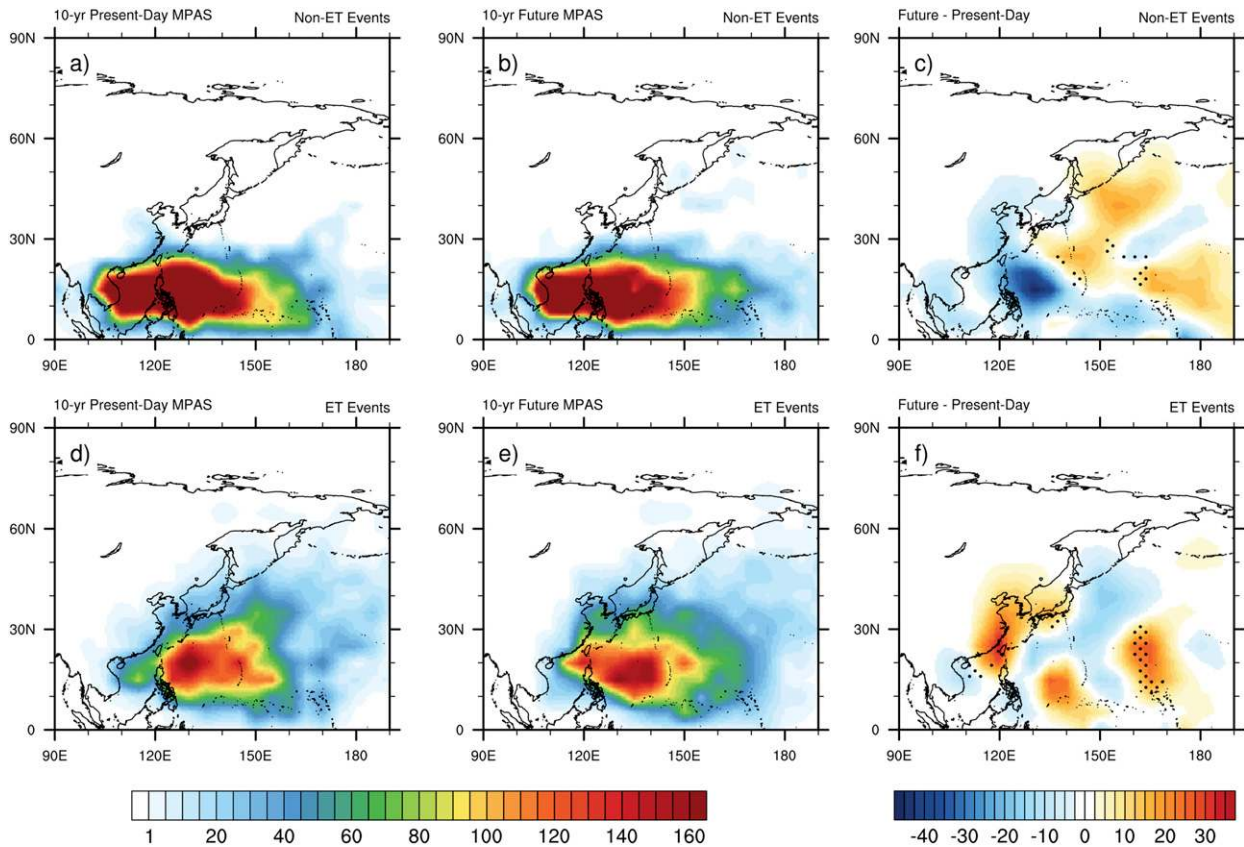 10-yr Present-Day MPAS Non-ET Events
10-yr Future MPAS Non-ET Events
Future - Present-Day Non-ET Events
90N
a)
60N
30N
0
90E 120E 150E 180
90N
b)
60N
30N
0
90E 120E 150E 180
90N
c)
60N
30N
0
90E 120E 150E 180
10-yr Present-Day MPAS ET Events
10-yr Future MPAS ET Events
Future - Present-Day ET Events
90N
d)
60N
30N
0
90E 120E 150E 180
90N
e)
60N
30N
0
90E 120E 150E 180
90N
f)
60N
30N
0
90E 120E 150E 180
1 20 40 60 80 100 120 140 160
-40 -30 -20 -10 0 10 20 30